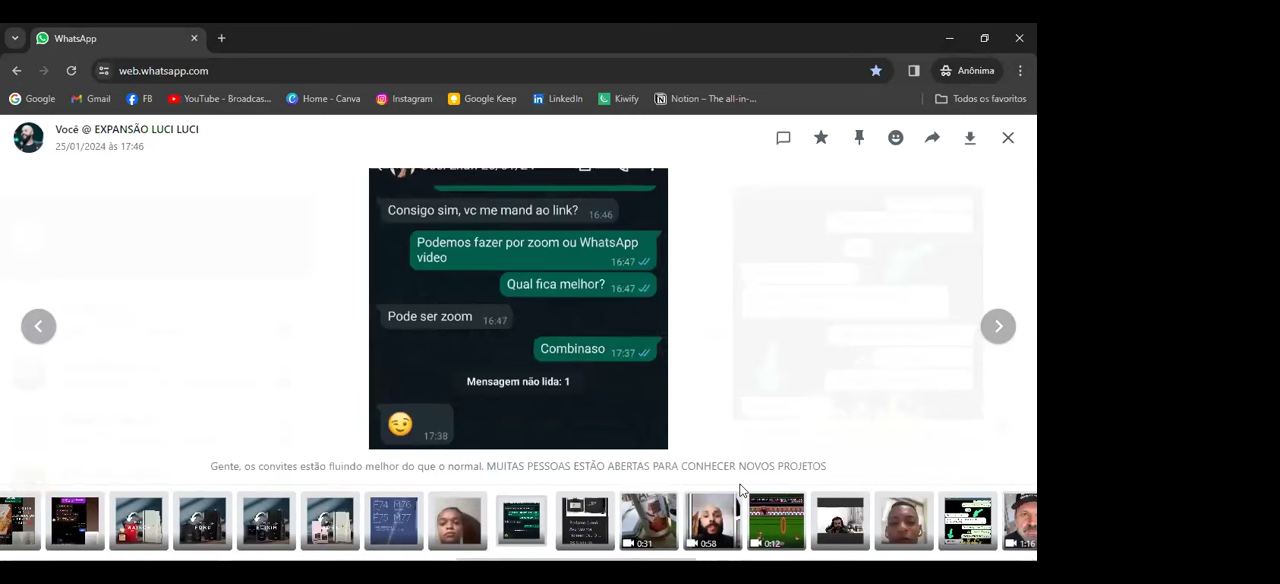 WhatsApp
web.whatsapp.com
Anônima
Google
Gmail
FB
YouTube - Broadcas...
Home - Canva
Instagram
Google Keep
LinkedIn
Kiwify
Notion – The all-in-...
Todos os favoritos
Você @ EXPANSÃO LUCI LUCI
25/01/2024 às 17:46
Consigo sim, vc me mand ao link? 16:46
Podemos fazer por zoom ou WhatsApp
video 16:47
Qual fica melhor? 16:47
Pode ser zoom 16:47
Combinaso 17:37
Mensagem não lida: 1
17:38
Gente, os convites estão fluindo melhor do que o normal. MUITAS PESSOAS ESTÃO ABERTAS PARA CONHECER NOVOS PROJETOS
0:31
0:58
0:12
1:16